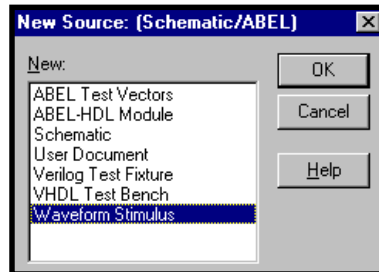 New Source: (Schematic/ABEL)
New:
OK
ABEL Test Vectors
ABEL-HDL Module
Cancel
Schematic
User Document
Verilog Test Fixture
Help
VHDL Test Bench
Waveform Stimulus